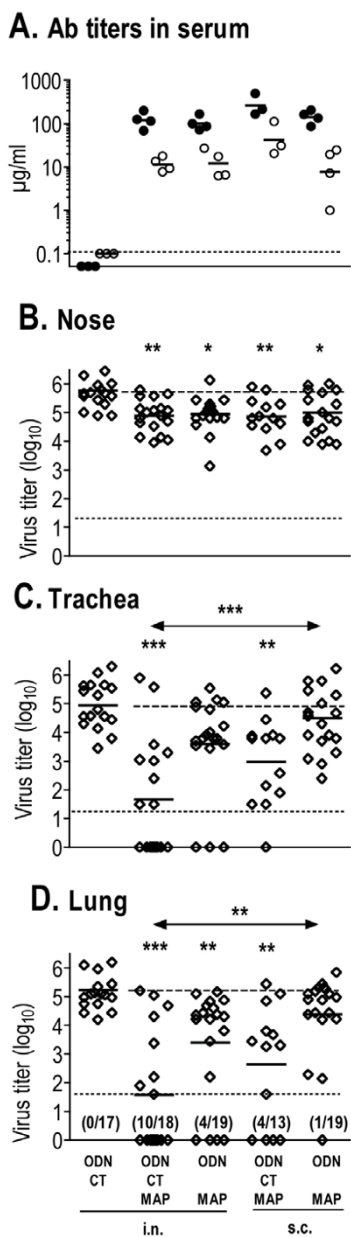 A. Ab titers in serum
1000
100
10
1
0.1
µg/ml
B. Nose
** * ** *
6
5
4
3
2
1
0
Virus titer (log10)
C. Trachea
***
*** **
6
5
4
3
2
1
0
Virus titer (log10)
D. Lung
**
*** ** **
6
5
4
3
2
1
0
Virus titer (log10)
(0/17) (10/18) (4/19) (4/13) (1/19)
ODN ODN ODN ODN ODN
CT CT CT
MAP MAP MAP MAP
i.n. s.c.